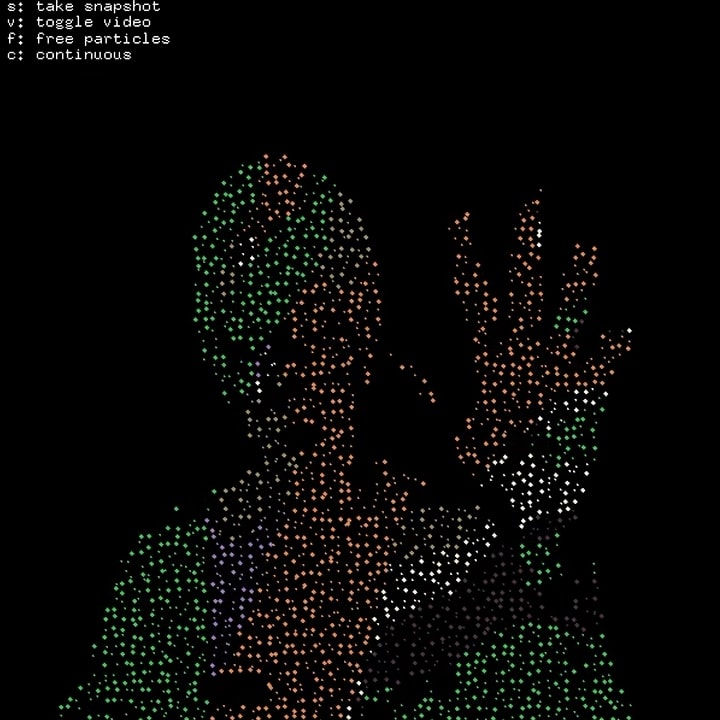 s: take snapshot
v: toggle video
f: free particles
c: continuous